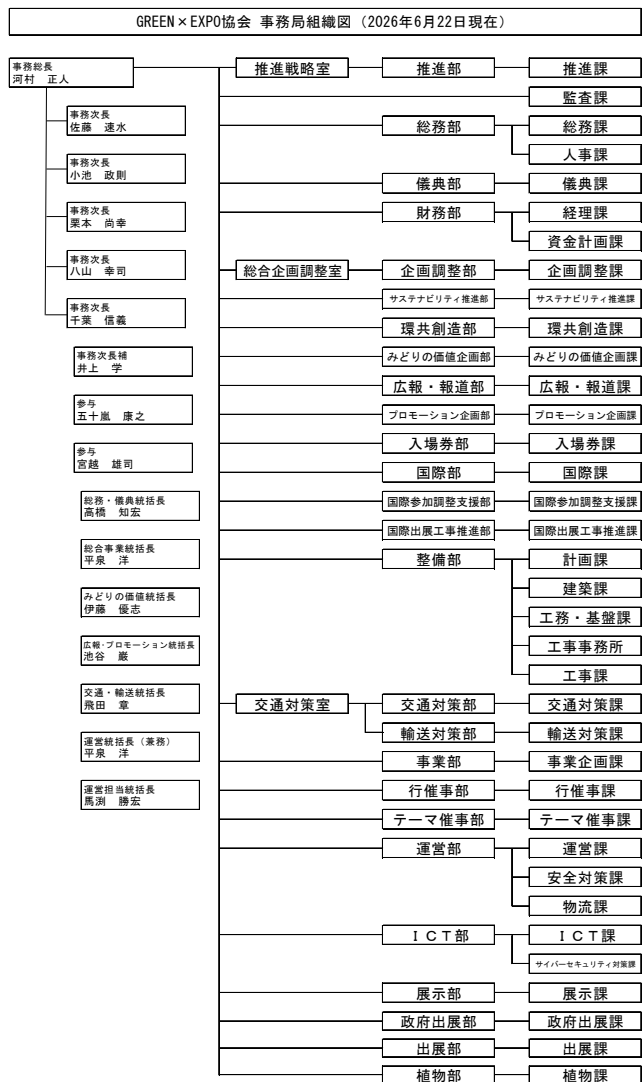 GREEN×EXPO協会 事務局組織図（2026年6月22日現在）
事務総長
河村 正人
事務次長
佐藤 速水
事務次長
小池 政則
事務次長
栗本 尚幸
事務次長
八山 幸司
事務次長
千葉 信義
事務次長補
井上 学
参与
五十嵐 康之
参与
宮越 雄司
総務・儀典統括長
高橋 知宏
総合事業統括長
平泉 洋
みどりの価値統括長
伊藤 優志
広報・プロモーション統括長
池谷 巌
交通・輸送統括長
飛田 章
運営統括長（兼務）
平泉 洋
運営担当統括長
馬渕 勝宏
推進戦略室 推進部 推進課
監査課
総務部 総務課
人事課
儀典部 儀典課
財務部 経理課
資金計画課
総合企画調整室 企画調整部 企画調整課
サステナビリティ推進部 サステナビリティ推進課
環共創造部 環共創造課
みどりの価値企画部 みどりの価値企画課
広報・報道部 広報・報道課
プロモーション企画部 プロモーション企画課
入場券部 入場券課
国際部 国際課
国際参加調整支援部 国際参加調整支援課
国際出展工事推進部 国際出展工事推進課
整備部 計画課
建築課
工務・基盤課
工事事務所
工事課
交通対策室 交通対策部 交通対策課
輸送対策部 輸送対策課
事業部 事業企画課
行催事部 行催事課
テーマ催事部 テーマ催事課
運営部 運営課
安全対策課
物流課
ＩＣＴ部 ＩＣＴ課
サイバーセキュリティ対策課
展示部 展示課
政府出展部 政府出展課
出展部 出展課
植物部 植物課